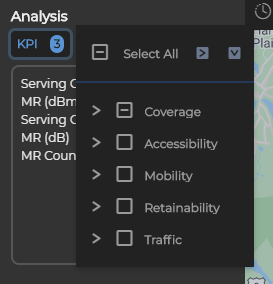 Analysis
KPI 3
Select All
Serving C
MR (dBm
Serving C
MR (dB)
MR Coun
Coverage
Accessibility
Mobility
Retainability
Traffic
Pla
Plai